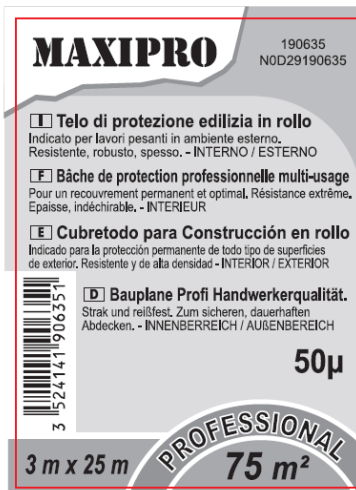 MAXIPRO
190635
N0D29190635
I Telo di protezione edilizia in rollo
Indicato per lavori pesanti in ambiente esterno.
Resistente, robusto, spesso. - INTERNO / ESTERNO
F Bâche de protection professionnelle multi-usage
Pour un recouvrement permanent et optimal. Résistance extrême.
Epaisse, indéchirable. - INTERIEUR
E Cubretodo para Construcción en rollo
Indicado para la protección permanente de todo tipo de superficies
de exterior. Resistente y de alta densidad - INTERIOR / EXTERIOR
D Bauplane Profi Handwerkerqualität.
Strak und reißfest. Zum sicheren, dauerhaften
Abdecken. - INNENBERREICH / AUßENBEREICH
3 524141 906351
50µ
PROFESSIONAL
3 m x 25 m
75 m²